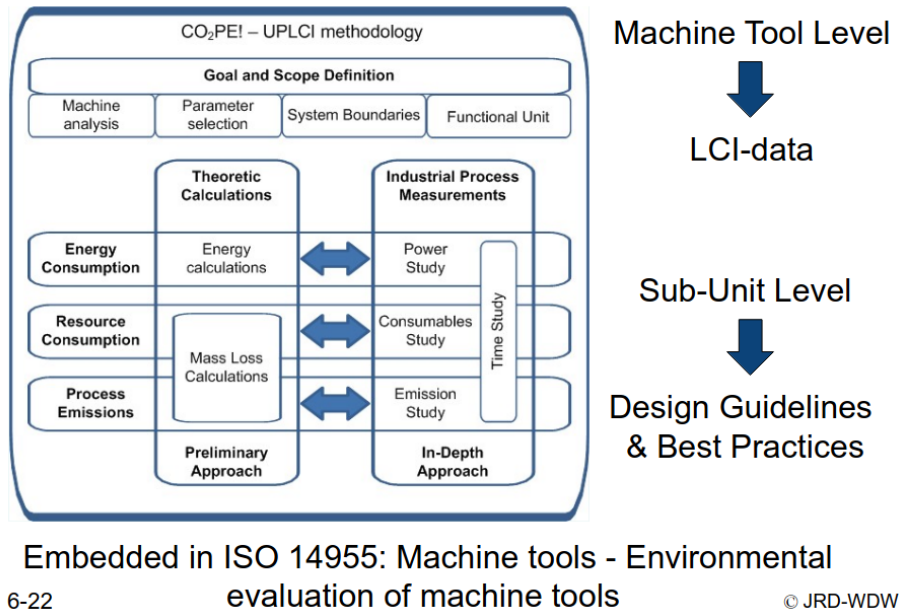 CO₂PE! – UPLCI methodology
Goal and Scope Definition
Machine
analysis
Parameter
selection
System Boundaries
Functional Unit
Theoretic
Calculations
Industrial Process
Measurements
Energy
Consumption
Energy
calculations
Power
Study
Resource
Consumption
Consumables
Study
Mass Loss
Calculations
Time Study
Process
Emissions
Emission
Study
Preliminary
Approach
In-Depth
Approach
Machine Tool Level
LCI-data
Sub-Unit Level
Design Guidelines
& Best Practices
Embedded in ISO 14955: Machine tools - Environmental
evaluation of machine tools
6-22
© JRD-WDW